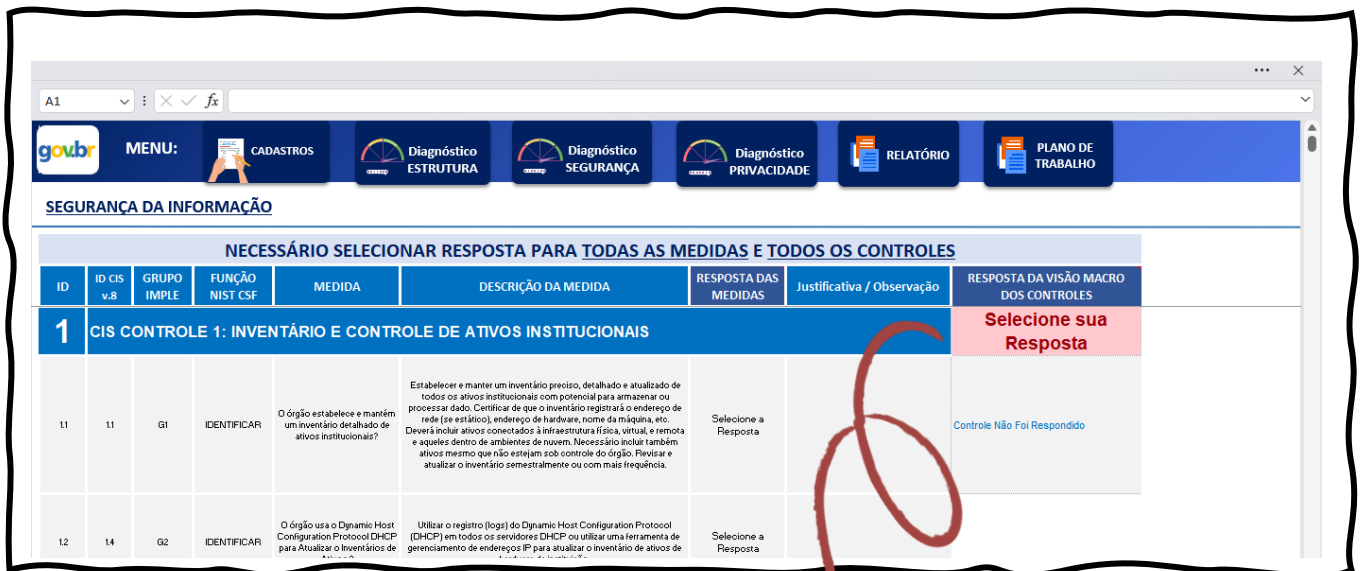 A1
fx
gov.br
MENU:
CADASTROS
Diagnóstico
ESTRUTURA
Diagnóstico
SEGURANÇA
Diagnóstico
PRIVACIDADE
RELATÓRIO
PLANO DE
TRABALHO
SEGURANÇA DA INFORMAÇÃO
NECESSÁRIO SELECIONAR RESPOSTA PARA TODAS AS MEDIDAS E TODOS OS CONTROLES
ID
ID CIS
v.8
GRUPO
IMPLE
FUNÇÃO
NIST CSF
MEDIDA
DESCRIÇÃO DA MEDIDA
RESPOSTA DAS
MEDIDAS
Justificativa / Observação
RESPOSTA DA VISÃO MACRO
DOS CONTROLES
1
CIS CONTROLE 1: INVENTÁRIO E CONTROLE DE ATIVOS INSTITUCIONAIS
Selecione sua
Resposta
1.1
1.1
G1
IDENTIFICAR
O órgão estabelece e mantém
um inventário detalhado de
ativos institucionais?
Estabelecer e manter um inventário preciso, detalhado e atualizado de
todos os ativos institucionais com potencial para armazenar ou
processar dado. Certificar de que o inventário registrará o endereço de
rede (se estático), endereço de hardware, nome da máquina, etc.
Deverá incluir ativos conectados à infraestrutura física, virtual, e remota
e aqueles dentro de ambientes de nuvem. Necessário incluir também
ativos mesmo que não estejam sob controle do órgão. Revisar e
atualizar o inventário semestralmente ou com mais frequência.
Selecione a
Resposta
Controle Não Foi Respondido
1.2
1.4
G2
IDENTIFICAR
O órgão usa o Dynamic Host
Configuration Protocol DHCP
para Atualizar o Inventários de
Utilizar o registro (logs) do Dynamic Host Configuration Protocol
(DHCP) em todos os servidores DHCP ou utilizar uma ferramenta de
gerenciamento de endereços IP para atualizar o inventário de ativos de
Selecione a
Resposta